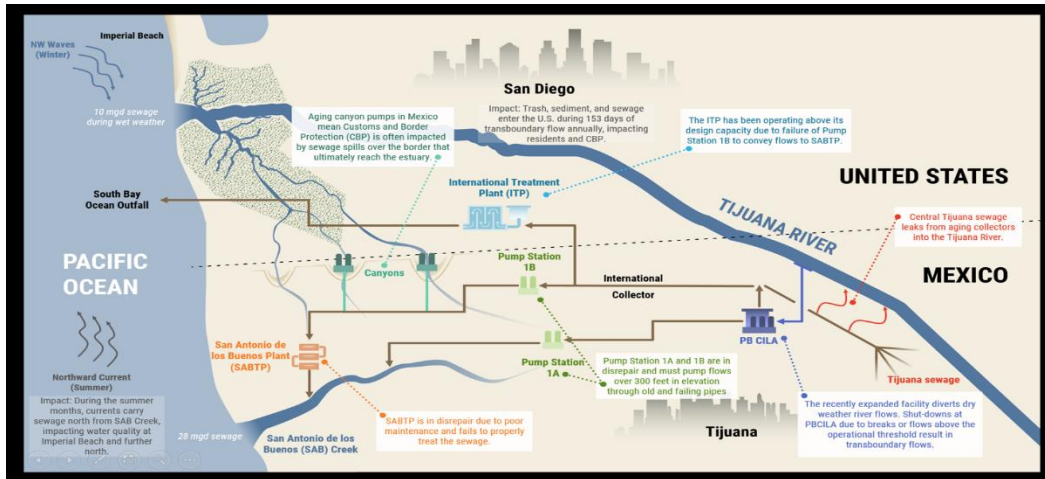 NW Waves
(Winter)
Imperial Beach
10 mgd sewage
during wet weather
Aging canyon pumps in Mexico
mean Customs and Border
Protection (CBP) is often impacted
by sewage spills over the border that
ultimately reach the estuary.
San Diego
Impact: Trash, sediment, and sewage
enter the U.S. during 153 days of
transboundary flow annually, impacting
residents and CBP.
The ITP has been operating above its
design capacity due to failure of Pump
Station 1B to convey flows to SABTP.
UNITED STATES
South Bay
Ocean Outfall
International Treatment
Plant (ITP)
TIJUANA RIVER
Central Tijuana sewage
leaks from aging collectors
into the Tijuana River.
MEXICO
PACIFIC
OCEAN
Canyons
Pump Station
1B
International
Collector
San Antonio de
los Buenos Plant
(SABTP)
Pump Station
1A
PB CILA
Northward Current
(Summer)
Impact: During the summer
months, currents carry
sewage north from SAB Creek,
impacting water quality at
Imperial Beach and further
north.
Pump Station 1A and 1B are in
disrepair and must pump flows
over 300 feet in elevation
through old and failing pipes
Tijuana sewage
SABTP is in disrepair due to poor
maintenance and fails to properly
treat the sewage.
28 mgd sewage
San Antonio de los
Buenos (SAB) Creek
Tijuana
The recently expanded facility diverts dry
weather river flows. Shut-downs at
PBCILA due to breaks or flows above the
operational threshold result in
transboundary flows.